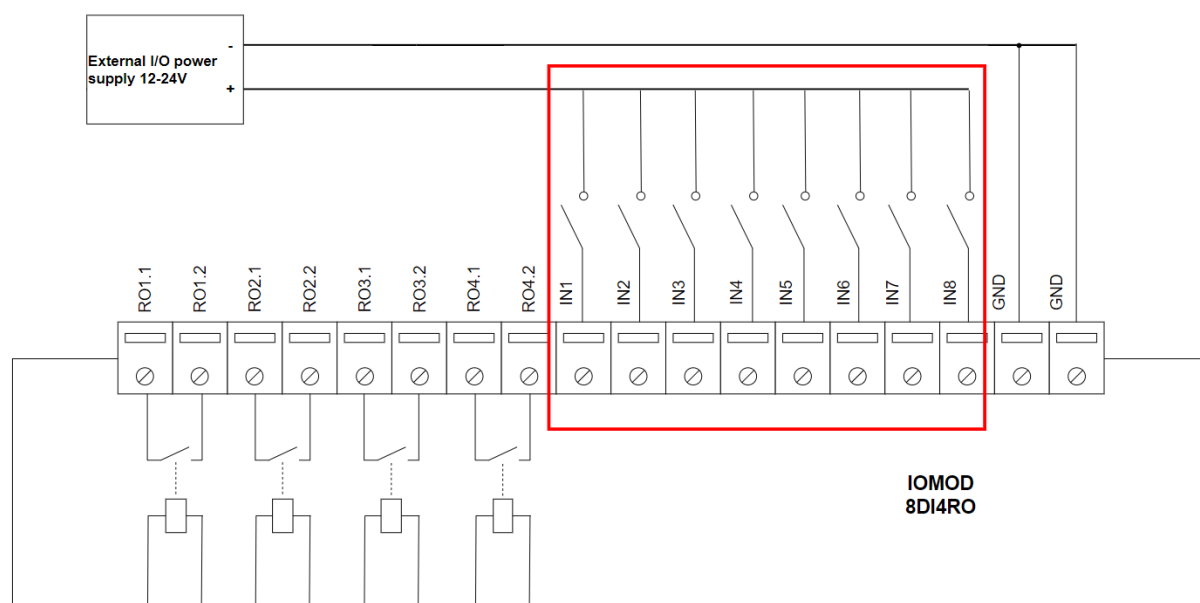 -
External I/O power
supply 12-24V
+
RO1.1
RO1.2
RO2.1
RO2.2
RO3.1
RO3.2
RO4.1
RO4.2
IN1
IN2
IN3
IN4
IN5
IN6
IN7
IN8
GND
GND
IOMOD
8DI4RO